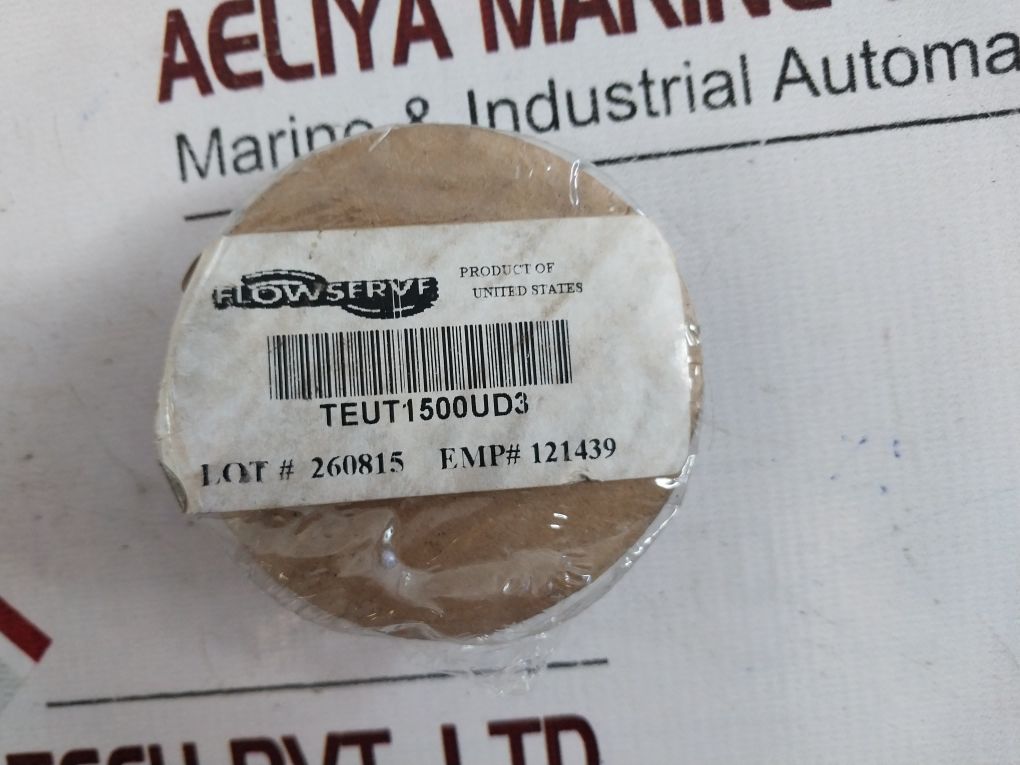 AELIYA MARINE
Marine & Industrial Automa
FLOWSERVE
PRODUCT OF
UNITED STATES
TEUT1500UD3
LOT # 260815 EMP# 121439
TECH PVT. LTD